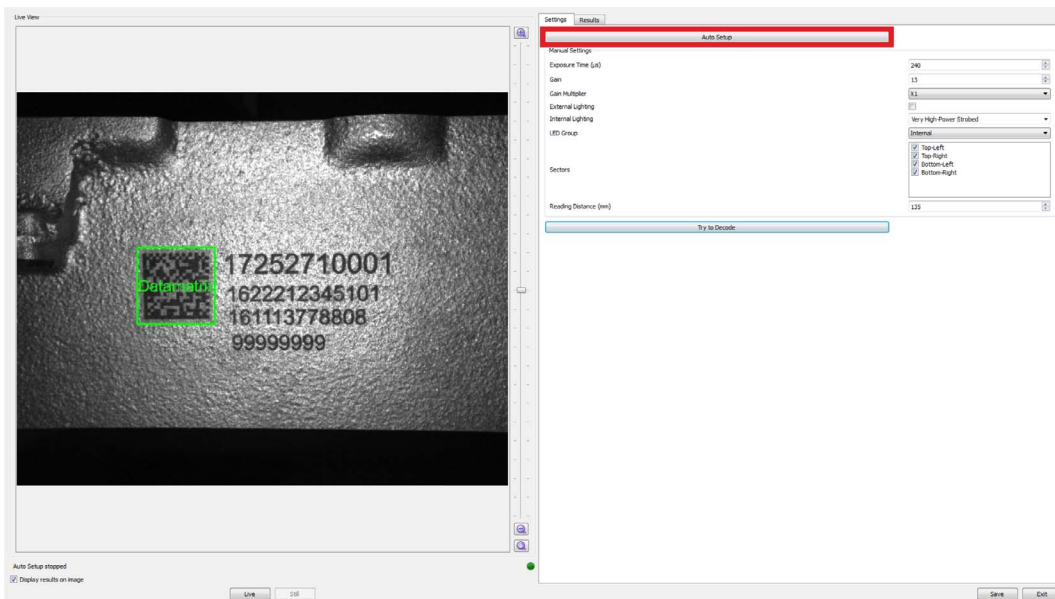 Live View
Settings Results
Auto Setup
Manual Settings
Exposure Time (µs) 240
Gain 13
Gain Multiplier X1
External Lighting
Internal Lighting Very High-Power Strobed
LED Group Internal
Sectors
Top-Left
Top-Right
Bottom-Left
Bottom-Right
Reading Distance (mm) 135
Try to Decode
17252710001
Datamatrix
1622212345101
161113778808
99999999
Auto Setup stopped
Display results on image
Live Still
Save Exit